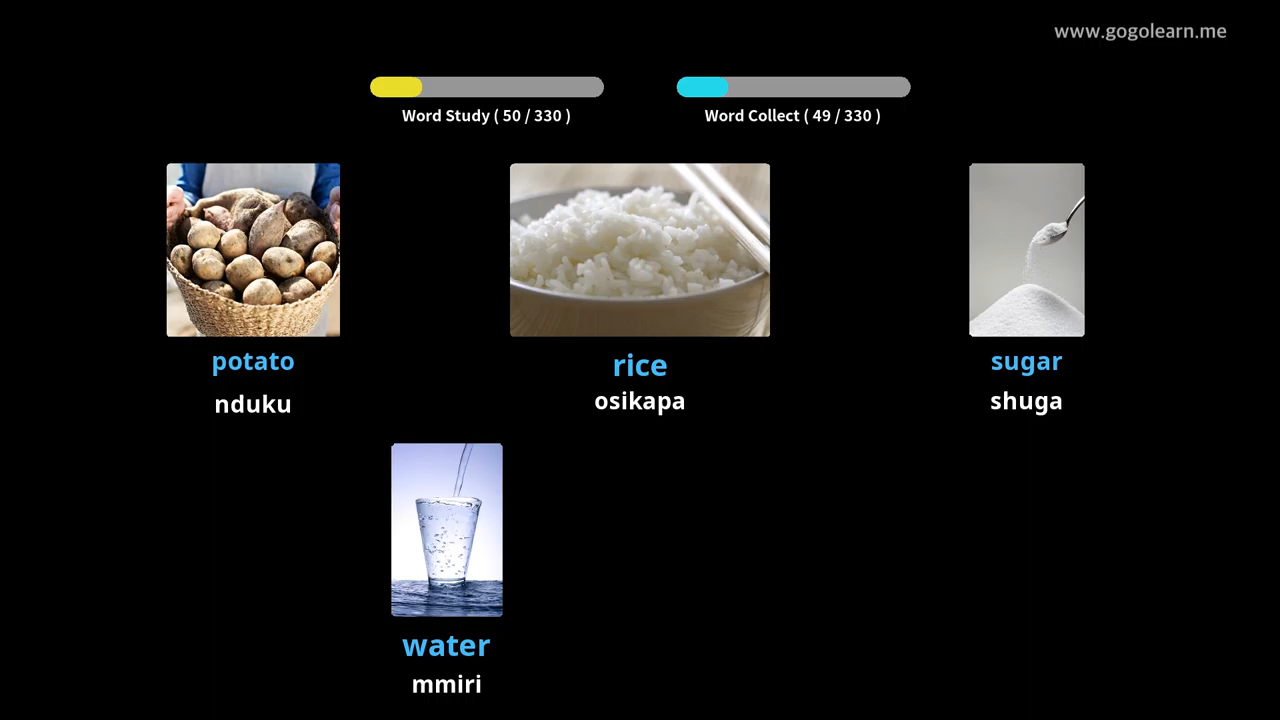 www.gogolearn.me
Word Study ( 50 / 330 )
Word Collect ( 49 / 330 )
potato
nduku
rice
osikapa
sugar
shuga
water
mmiri